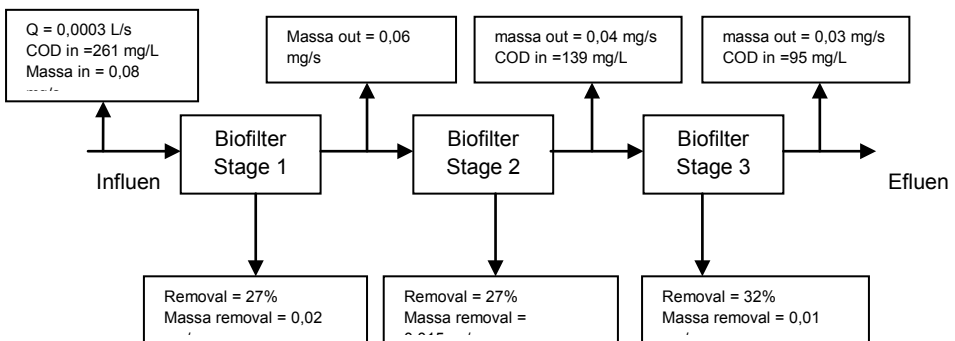 Q = 0,0003 L/s
COD in =261 mg/L
Massa in = 0,08
Massa out = 0,06
mg/s
massa out = 0,04 mg/s
COD in =139 mg/L
massa out = 0,03 mg/s
COD in =95 mg/L
Influen
Biofilter
Stage 1
Biofilter
Stage 2
Biofilter
Stage 3
Efluen
Removal = 27%
Massa removal = 0,02
Removal = 27%
Massa removal =
Removal = 32%
Massa removal = 0,01